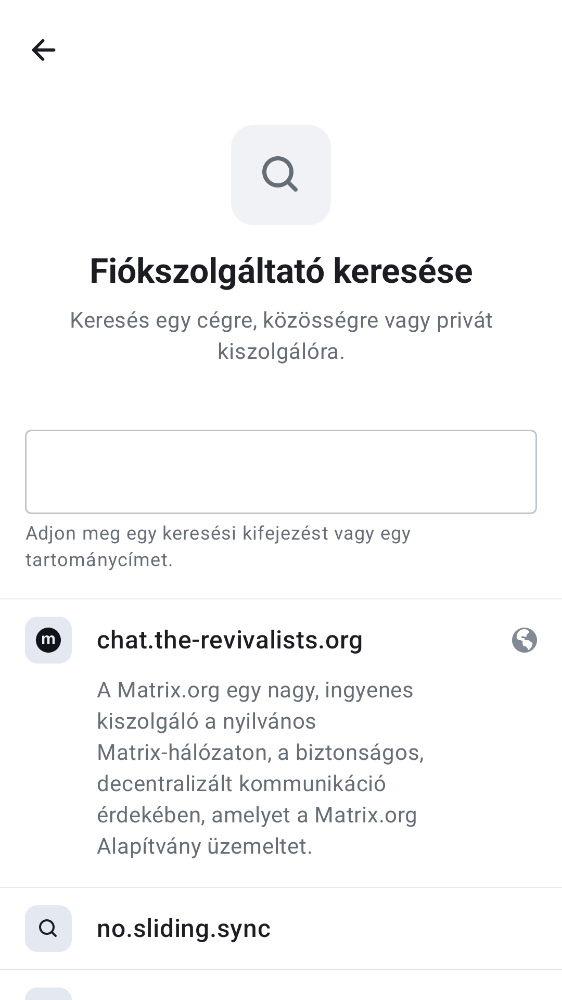 Fiókszolgáltató keresése
Keresés egy cégre, közösségre vagy privát
kiszolgálóra.
Adjon meg egy keresési kifejezést vagy egy
tartománycímet.
m
chat.the-revivalists.org
A Matrix.org egy nagy, ingyenes
kiszolgáló a nyilvános
Matrix-hálózaton, a biztonságos,
decentralizált kommunikáció
érdekében, amelyet a Matrix.org
Alapítvány üzemeltet.
no.sliding.sync